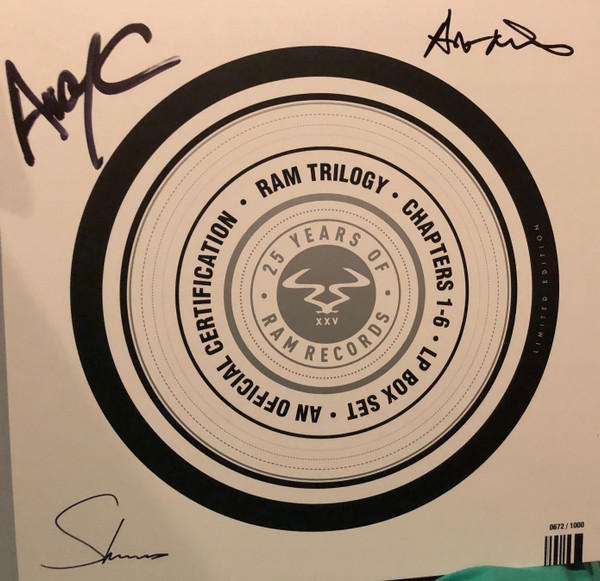 Andy C
RAM TRILOGY • CHAPTERS 1-6 • LP BOX SET • AN OFFICIAL CERTIFICATION •
25 YEARS OF
XXV
• RAM RECORDS •
LIMITED EDITION
0672 / 1000